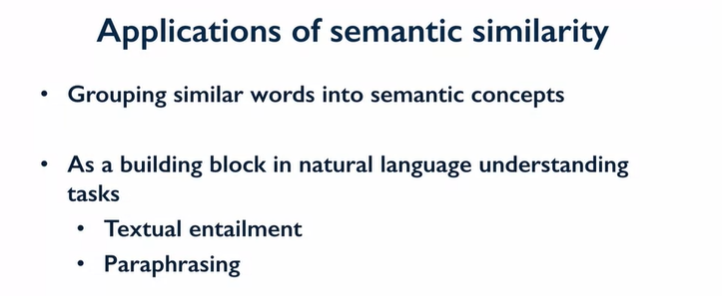 Applications of semantic similarity
• Grouping similar words into semantic concepts
• As a building block in natural language understanding
tasks
• Textual entailment
• Paraphrasing